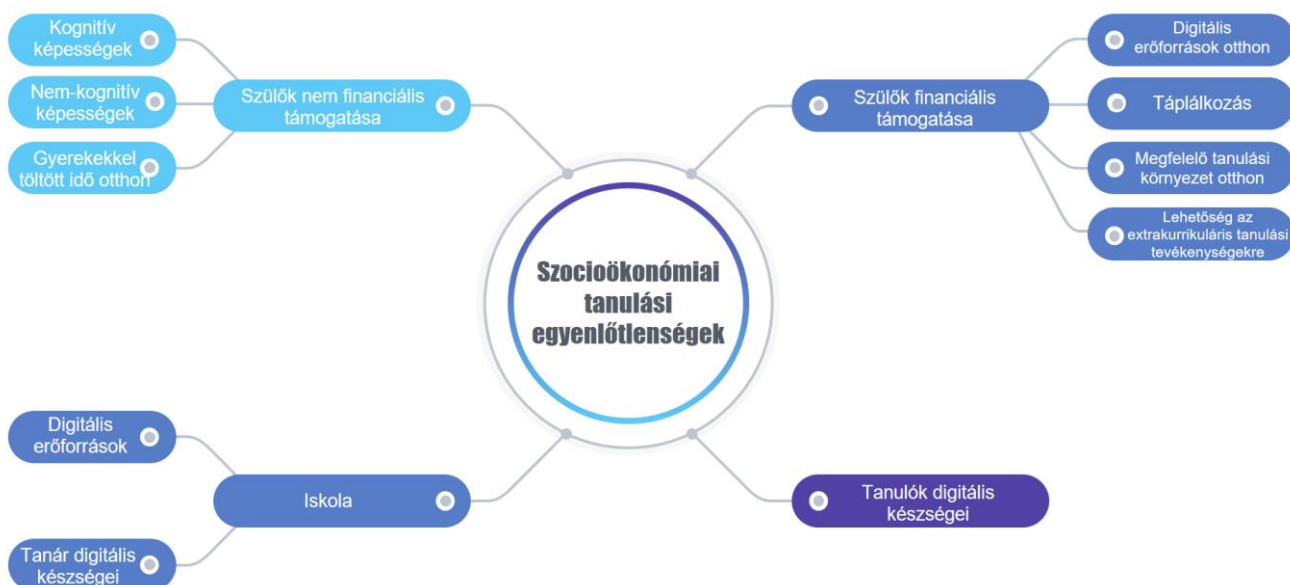 Kognitív
képességek
Nem-kognitív
képességek
Gyerekekkel
töltött idő otthon
Szülők nem financiális
támogatása
Szülők financiális
támogatása
Digitális
erőforrások otthon
Táplálkozás
Megfelelő tanulási
környezet otthon
Lehetőség az
extrakurrikuláris tanulási
tevékenységekre
Szocioökonómiai
tanulási
egyenlőtlenségek
Digitális
erőforrások
Iskola
Tanár digitális
készségei
Tanulók digitális
készségei